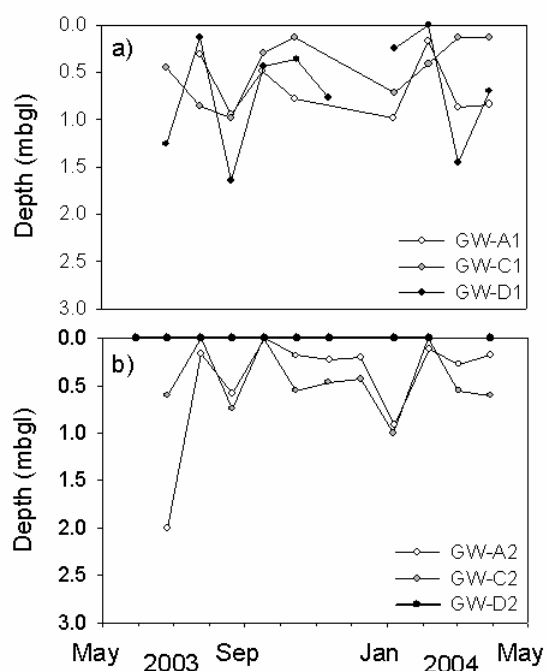 0.0
a)
0.5
1.0
1.5
2.0
2.5
3.0
Depth (mbgl)
GW-A1
GW-C1
GW-D1
0.0
b)
0.5
1.0
1.5
2.0
2.5
3.0
Depth (mbgl)
GW-A2
GW-C2
GW-D2
May Sep Jan May
2003 2004